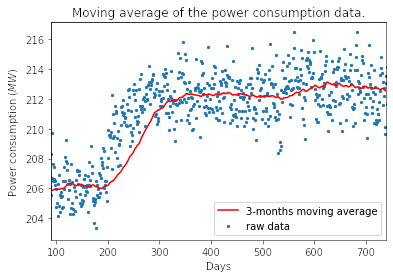 Moving average of the power consumption data.
216
214
212
210
208
206
204
Power consumption (MW)
100
200
300
400
500
600
700
Days
3-months moving average
raw data